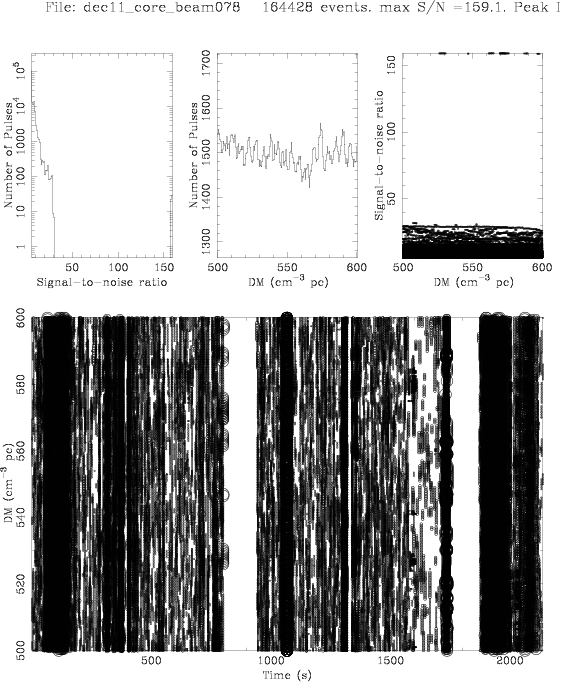 File: dec11_core_beam078 164428 events. max S/N =159.1. Peak I
Number of Pulses
1 10 100 1000 10⁴ 10⁵
50 100 150
Signal-to-noise ratio
Number of Pulses
1300 1400 1500 1600 1700
500 550 600
DM (cm⁻³ pc)
Signal-to-noise ratio
50 100 150
500 550 600
DM (cm⁻³ pc)
DM (cm⁻³ pc)
500 520 540 560 580 600
500 1000 1500 2000
Time (s)